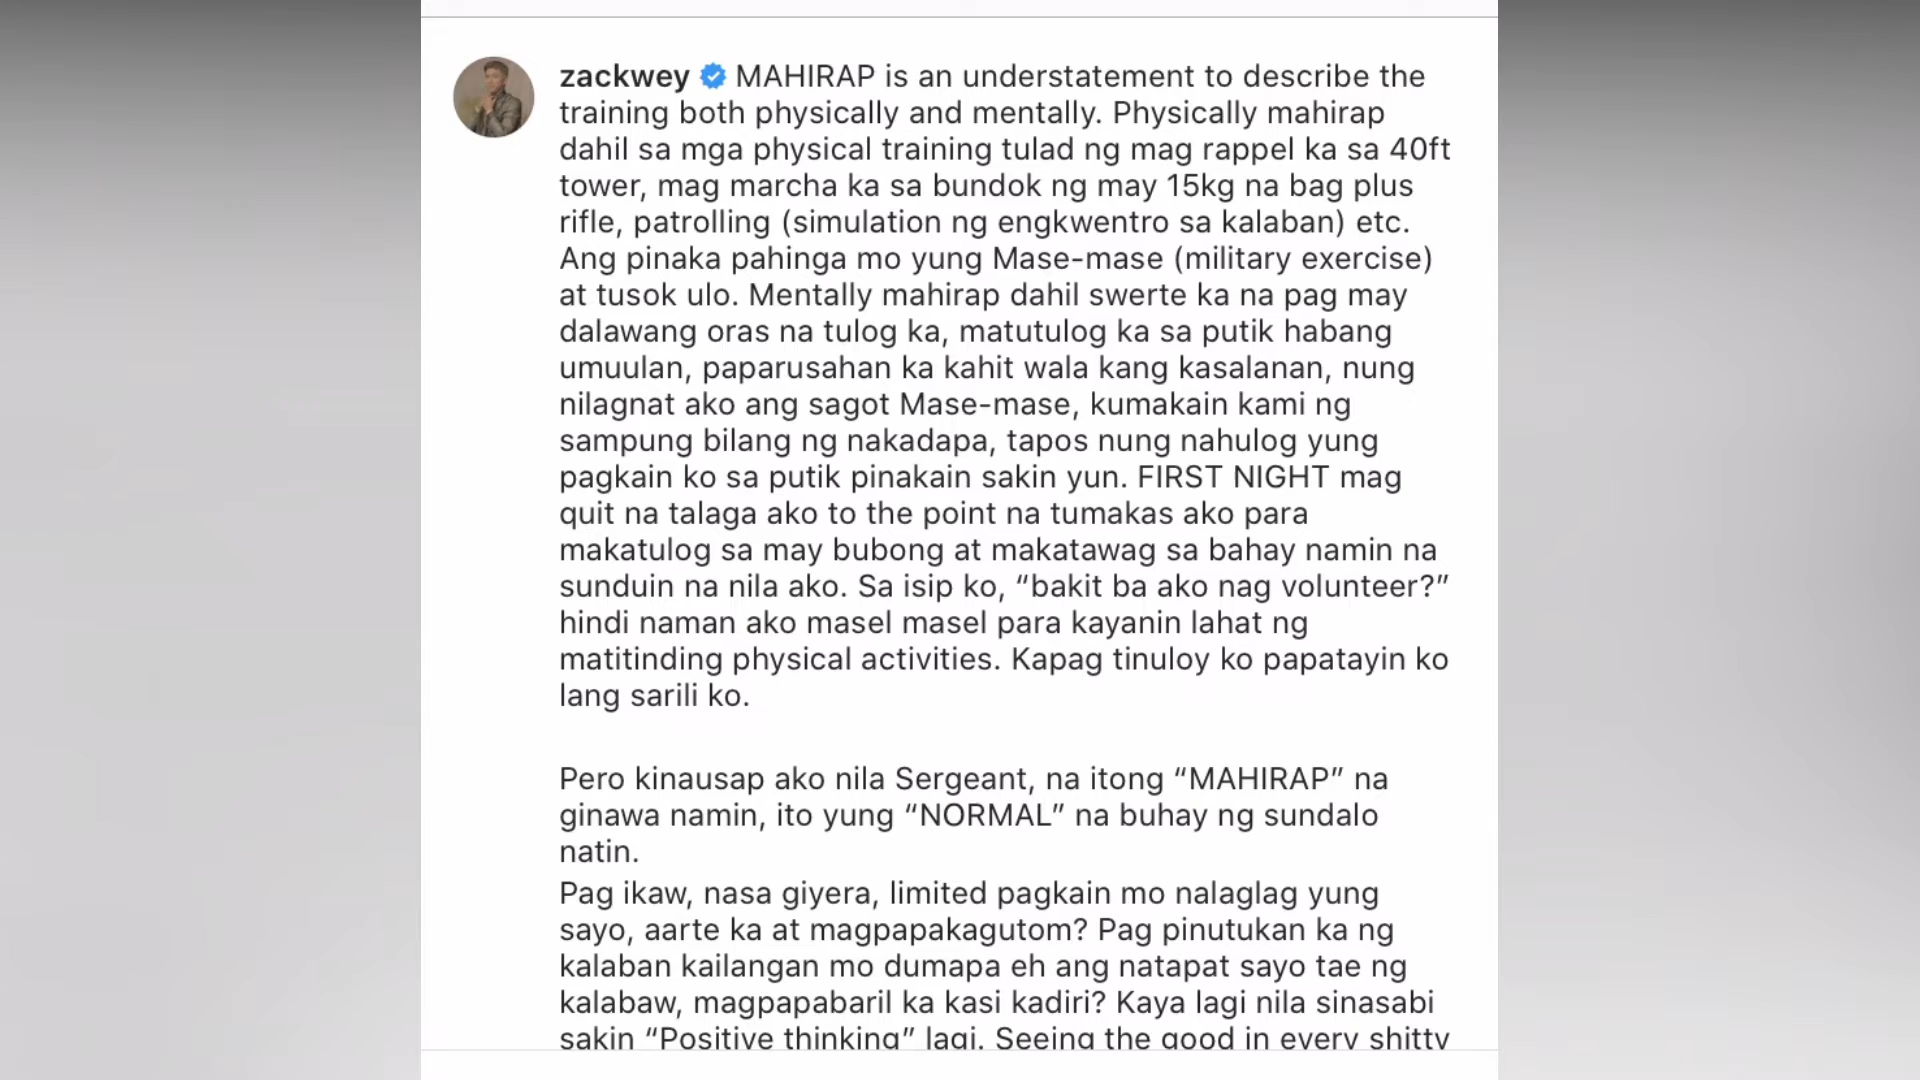 zackwey MAHIRAP is an understatement to describe the
training both physically and mentally. Physically mahirap
dahil sa mga physical training tulad ng mag rappel ka sa 40ft
tower, mag marcha ka sa bundok ng may 15kg na bag plus
rifle, patrolling (simulation ng engkwentro sa kalaban) etc.
Ang pinaka pahinga mo yung Mase-mase (military exercise)
at tusok ulo. Mentally mahirap dahil swerte ka na pag may
dalawang oras na tulog ka, matutulog ka sa putik habang
umuulan, paparusahan ka kahit wala kang kasalanan, nung
nilagnat ako ang sagot Mase-mase, kumakain kami ng
sampung bilang ng nakadapa, tapos nung nahulog yung
pagkain ko sa putik pinakain sakin yun. FIRST NIGHT mag
quit na talaga ako to the point na tumakas ako para
makatulog sa may bubong at makatawag sa bahay namin na
sunduin na nila ako. Sa isip ko, “bakit ba ako nag volunteer?”
hindi naman ako masel masel para kayanin lahat ng
matitinding physical activities. Kapag tinuloy ko papatayin ko
lang sarili ko.
Pero kinausap ako nila Sergeant, na itong “MAHIRAP” na
ginawa namin, ito yung “NORMAL” na buhay ng sundalo
natin.
Pag ikaw, nasa giyera, limited pagkain mo nalaglag yung
sayo, aarte ka at magpapakagutom? Pag pinutukan ka ng
kalaban kailangan mo dumapa eh ang natapat sayo tae ng
kalabaw, magpapabaril ka kasi kadiri? Kaya lagi nila sinasabi
sakin “Positive thinking” lagi. Seeing the good in every shitty